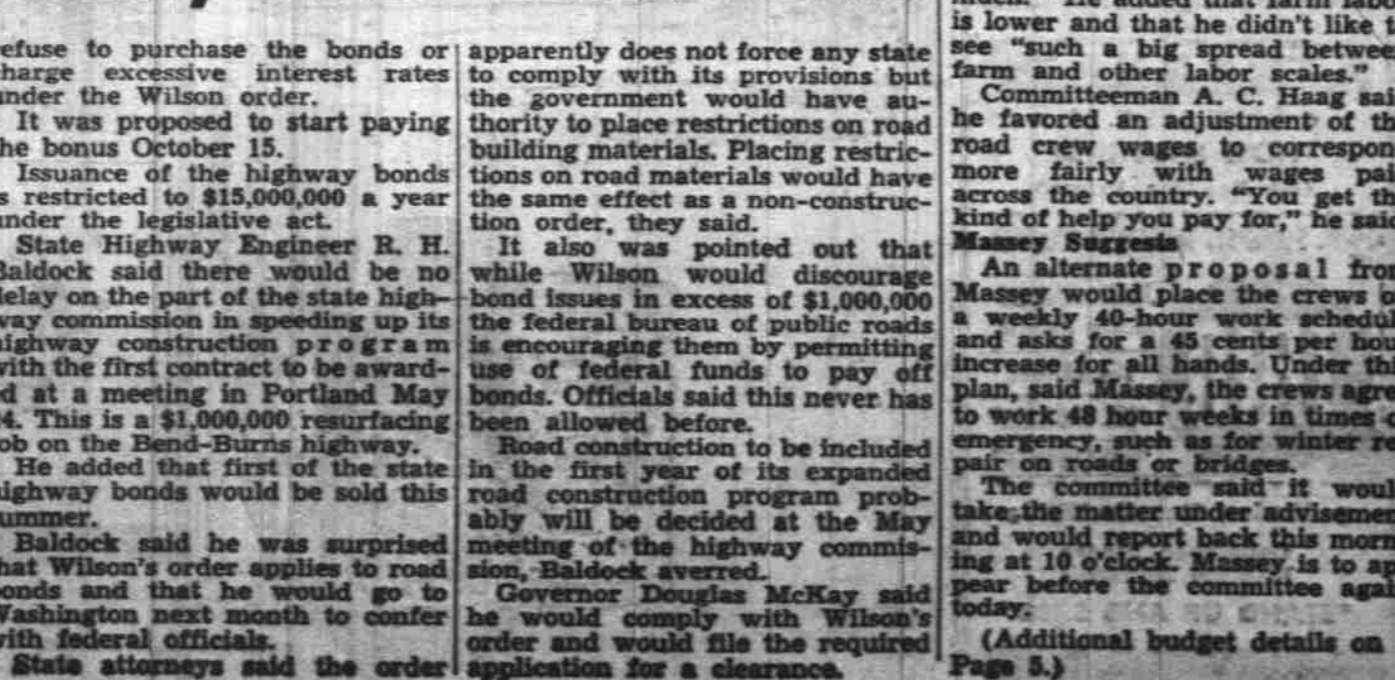 efuse to purchase the bonds or
harge excessive interest rates
nder the Wilson order.
It was proposed to start paying
he bonus October 15.
Issuance of the highway bonds
s restricted to $15,000,000 a year
nder the legislative act.
State Highway Engineer R. H.
Baldock said there would be no
delay on the part of the state high-
way commission in speeding up its
highway construction program
with the first contract to be award-
d at a meeting in Portland May
4. This is a $1,000,000 resurfacing
ob on the Bend-Burns highway.
He added that first of the state
highway bonds would be sold this
ummer.
Baldock said he was surprised
hat Wilson's order applies to road
onds and that he would go to
Washington next month to confer
with federal officials.
State attorneys said the order
apparently does not force any state
to comply with its provisions but
the government would have au-
thority to place restrictions on road
building materials. Placing restric-
tions on road materials would have
the same effect as a non-construc-
tion order, they said.
It also was pointed out that
while Wilson would discourage
bond issues in excess of $1,000,000
the federal bureau of public roads
is encouraging them by permitting
use of federal funds to pay off
bonds. Officials said this never has
been allowed before.
Road construction to be included
in the first year of its expanded
road construction program prob-
ably will be decided at the May
meeting of the highway commis-
sion, Baldock averred.
Governor Douglas McKay said
he would comply with Wilson's
order and would file the required
application for a clearance.
much." He added that farm labo
is lower and that he didn't like t
see "such a big spread betwee
farm and other labor scales."
Committeeman A. C. Haag sai
he favored an adjustment of th
road crew wages to correspon
more fairly with wages pai
across the country. "You get th
kind of help you pay for," he sai
Massey Suggests
An alternate proposal from
Massey would place the crews o
a weekly 40-hour work schedul
and asks for a 45 cents per hou
increase for all hands. Under thi
plan, said Massey, the crews agre
to work 48 hour weeks in times o
emergency, such as for winter re
pair on roads or bridges.
The committee said it woul
take the matter under advisemen
and would report back this morn
ing at 10 o'clock. Massey is to ap
pear before the committee agai
today.
(Additional budget details on
Page 5.)